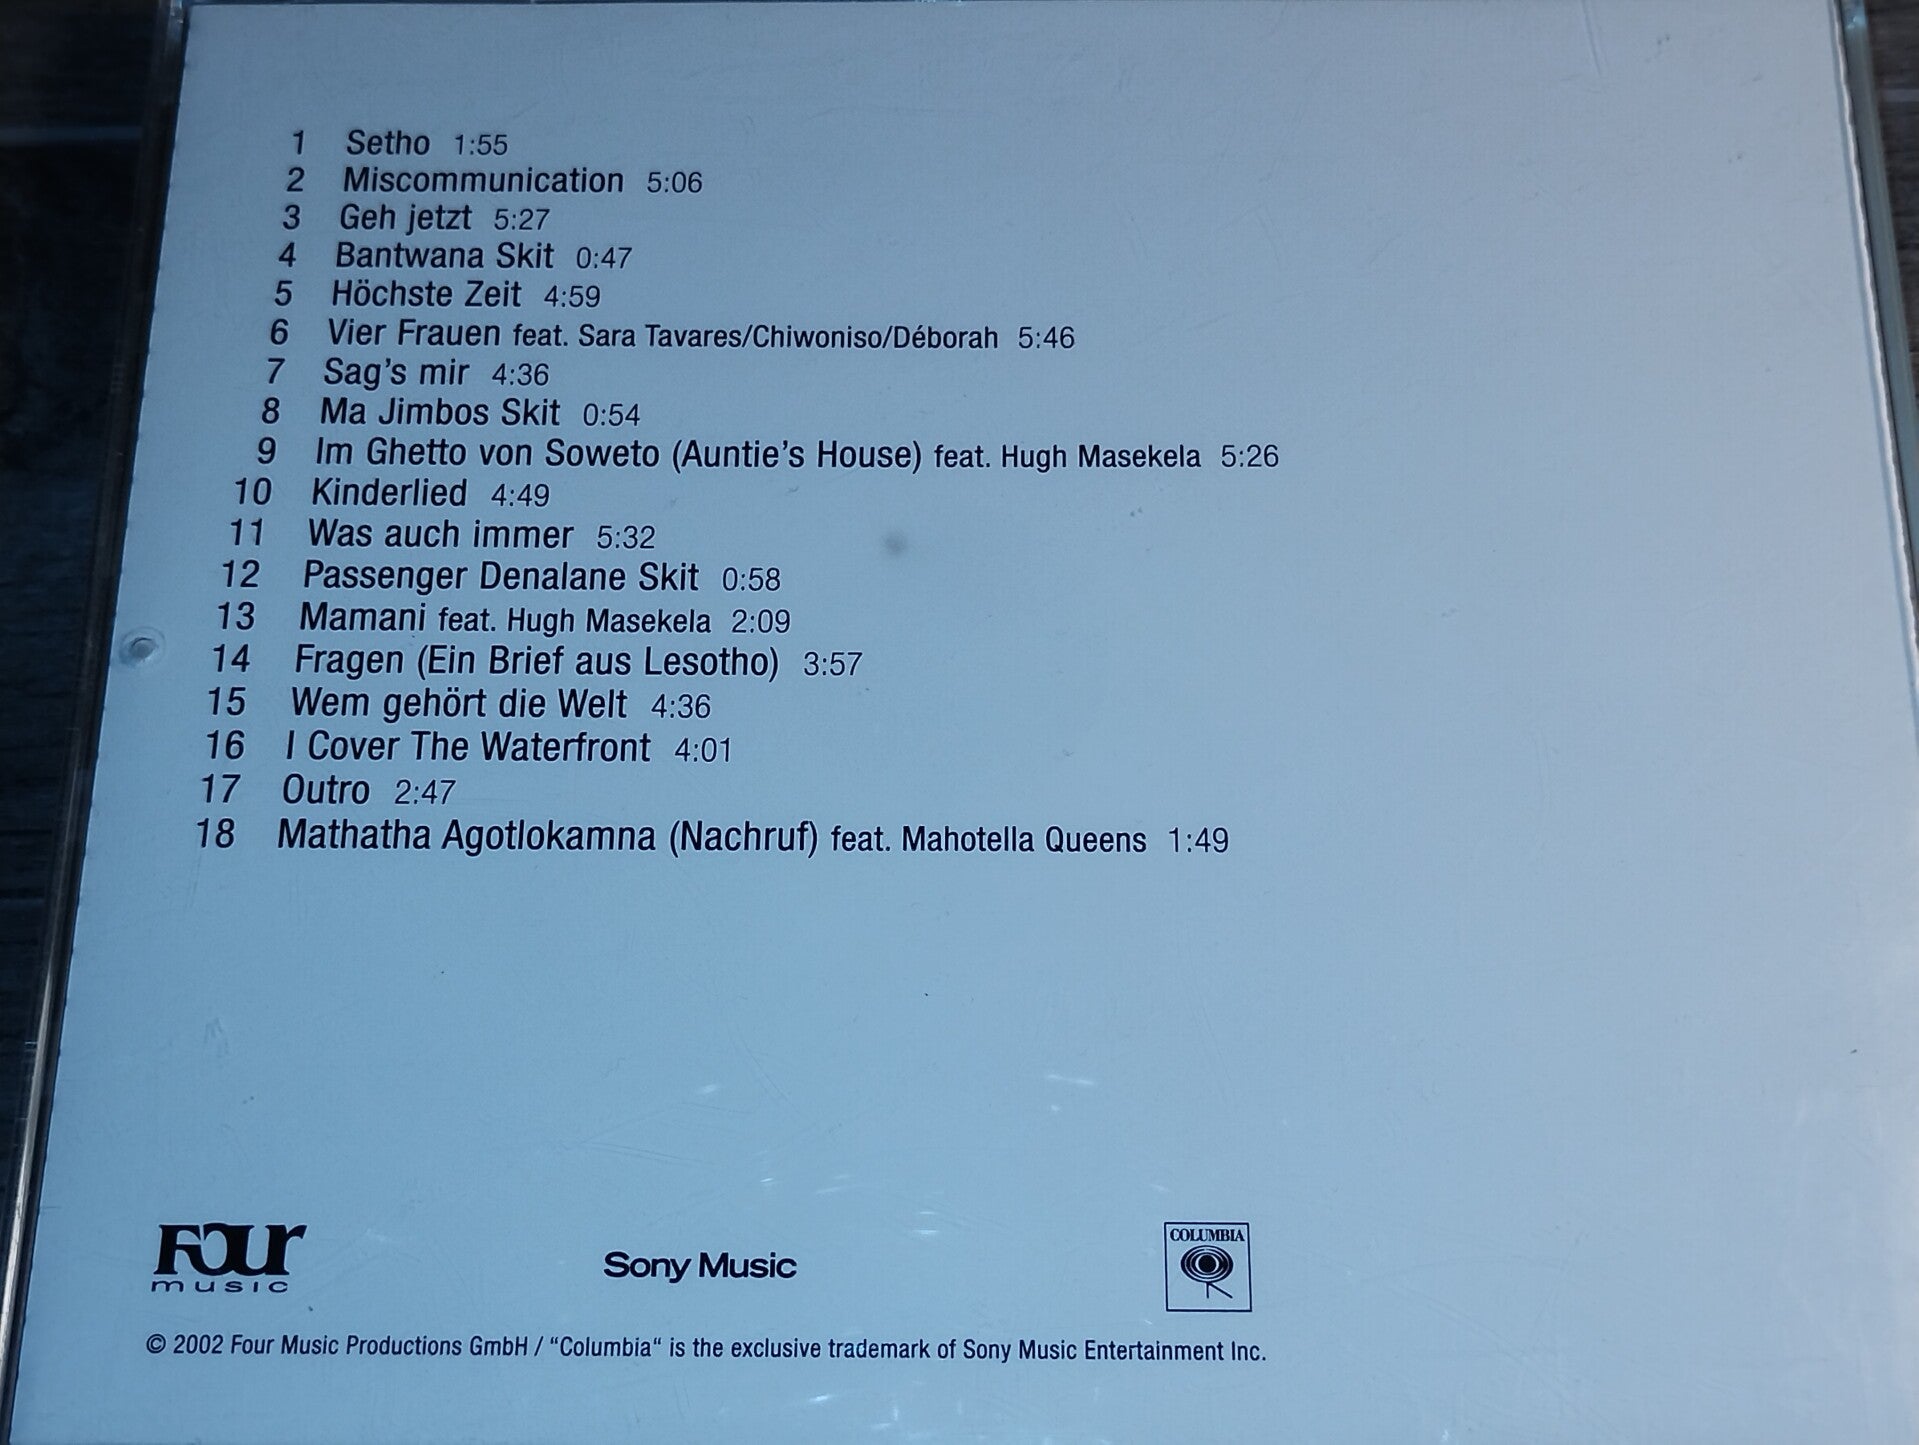 1 Setho 1:55
2 Miscommunication 5:06
3 Geh jetzt 5:27
4 Bantwana Skit 0:47
5 Höchste Zeit 4:59
6 Vier Frauen feat. Sara Tavares/Chiwoniso/Déborah 5:46
7 Sag's mir 4:36
8 Ma Jimbos Skit 0:54
9 Im Ghetto von Soweto (Auntie's House) feat. Hugh Masekela 5:26
10 Kinderlied 4:49
11 Was auch immer 5:32
12 Passenger Denalane Skit 0:58
13 Mamani feat. Hugh Masekela 2:09
14 Fragen (Ein Brief aus Lesotho) 3:57
15 Wem gehört die Welt 4:36
16 I Cover The Waterfront 4:01
17 Outro 2:47
18 Mathatha Agotlokamna (Nachruf) feat. Mahotella Queens 1:49
Four music
Sony Music
COLUMBIA
© 2002 Four Music Productions GmbH / "Columbia“ is the exclusive trademark of Sony Music Entertainment Inc.